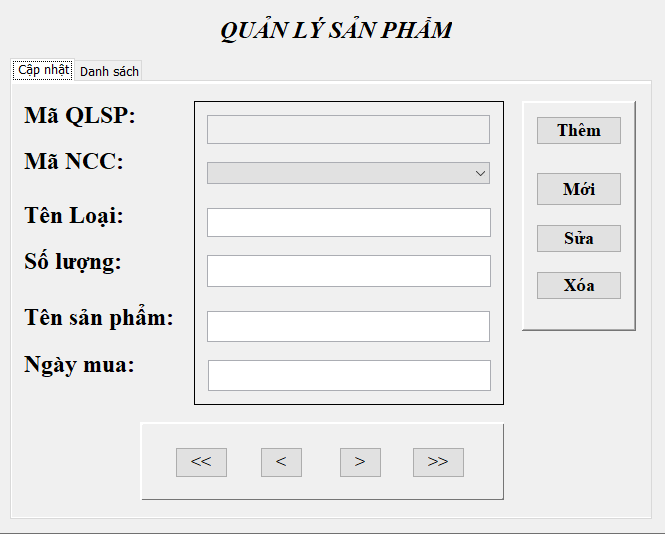 QUẢN LÝ SẢN PHẨM
Cập nhật Danh sách
Mã QLSP:
Mã NCC:
Tên Loại:
Số lượng:
Tên sản phẩm:
Ngày mua:
Thêm
Mới
Sửa
Xóa
<< < > >>